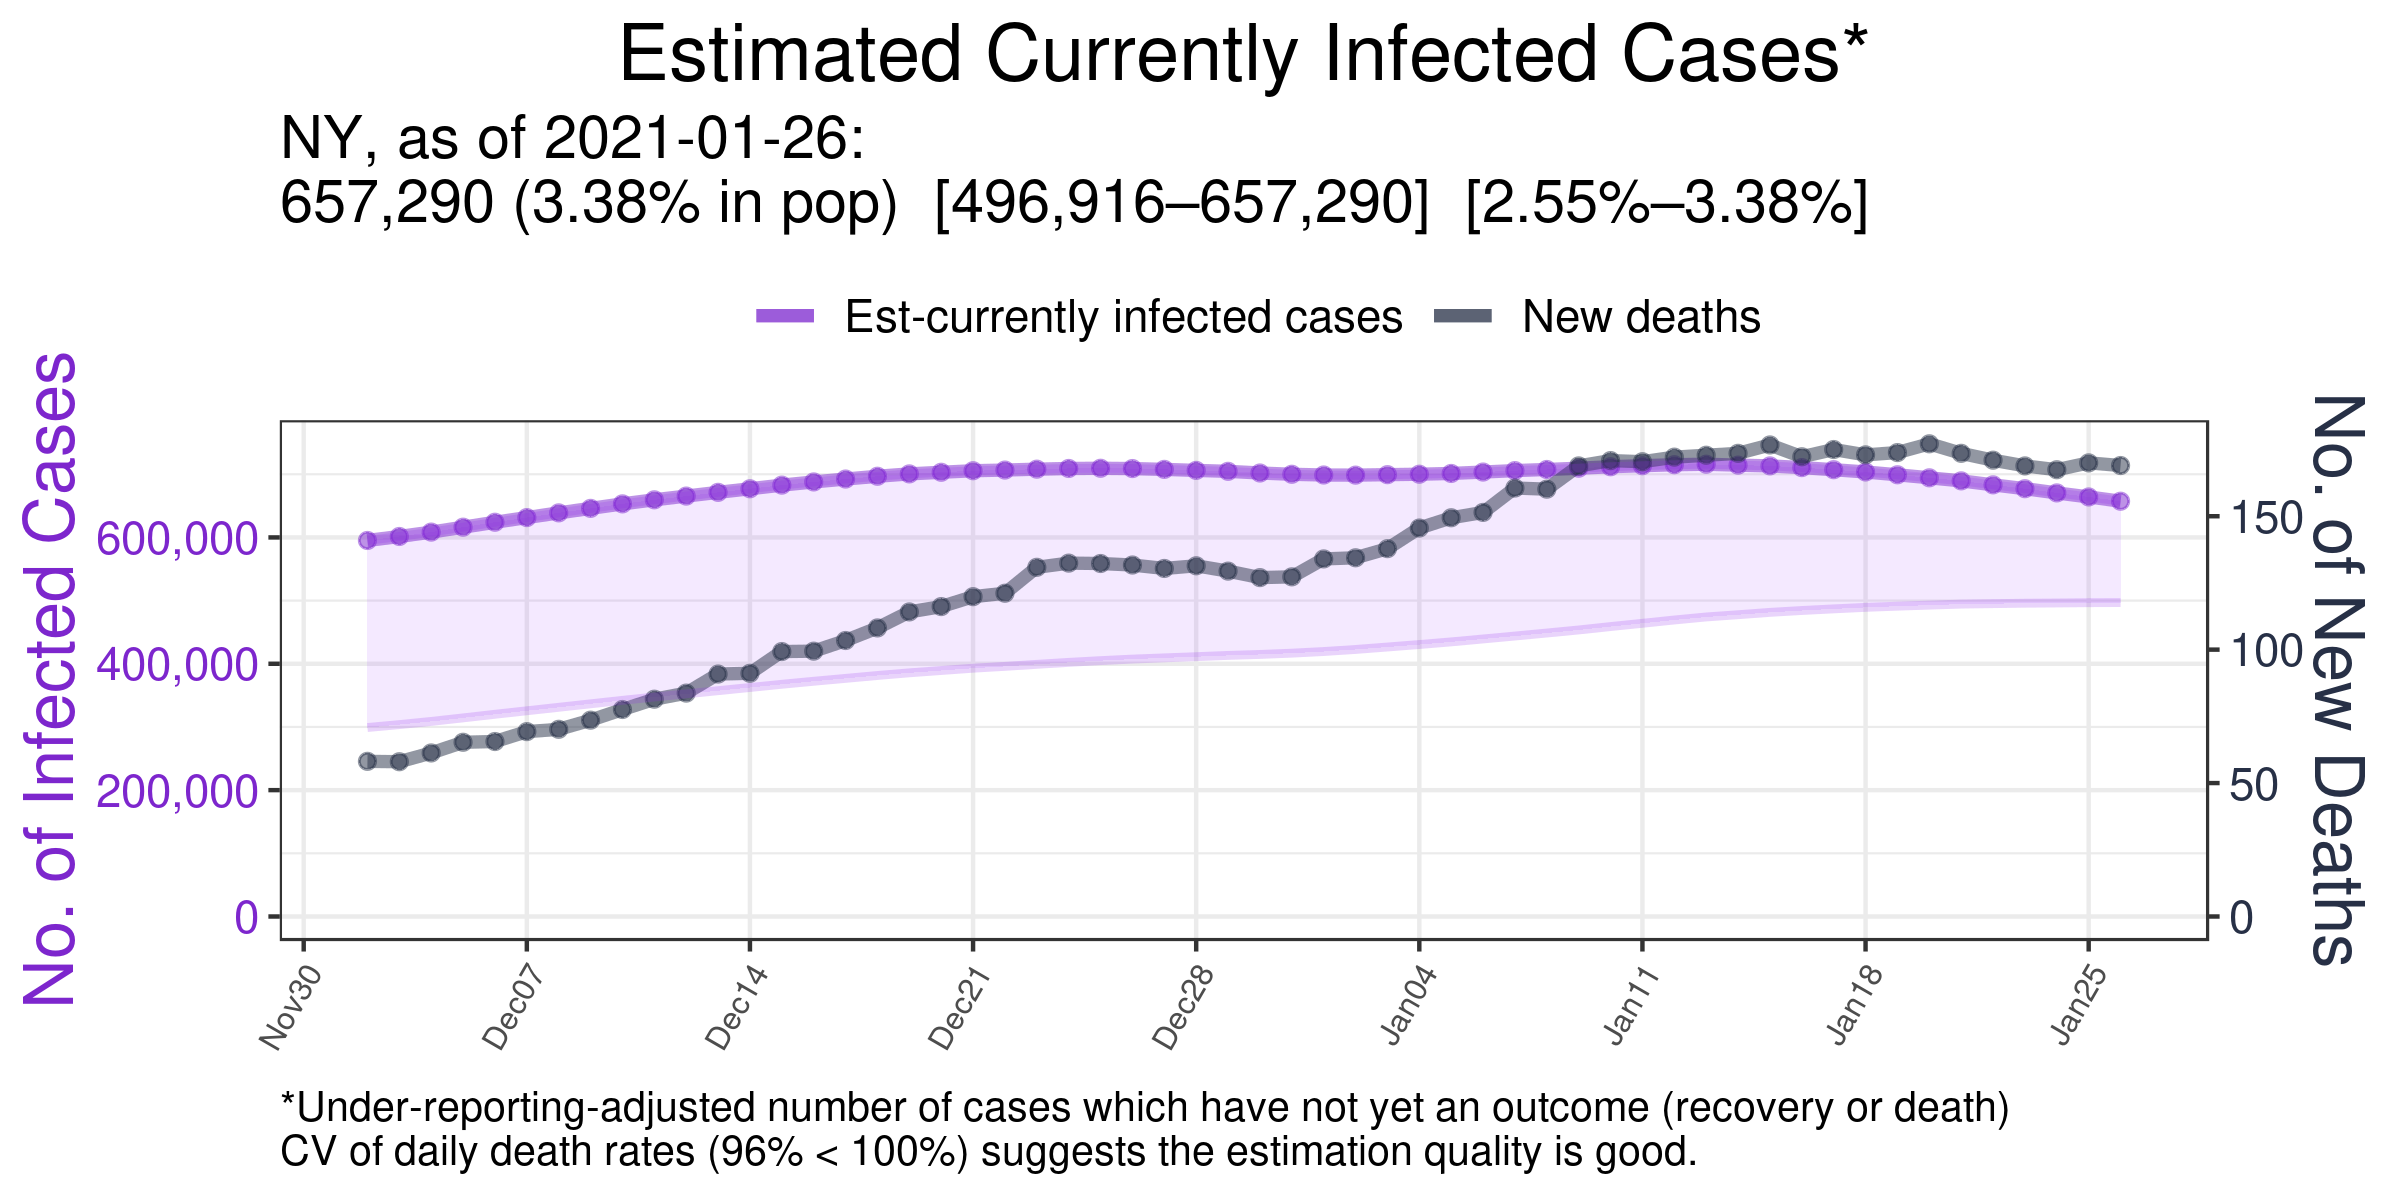 Estimated Currently Infected Cases*
NY, as of 2021-01-26:
657,290 (3.38% in pop)  [496,916–657,290]  [2.55%–3.38%]
Est-currently infected cases
New deaths
No. of Infected Cases
600,000
400,000
200,000
0
150
100
50
0
No. of New Deaths
Nov30
Dec07
Dec14
Dec21
Dec28
Jan04
Jan11
Jan18
Jan25
*Under-reporting-adjusted number of cases which have not yet an outcome (recovery or death)
CV of daily death rates (96% < 100%) suggests the estimation quality is good.